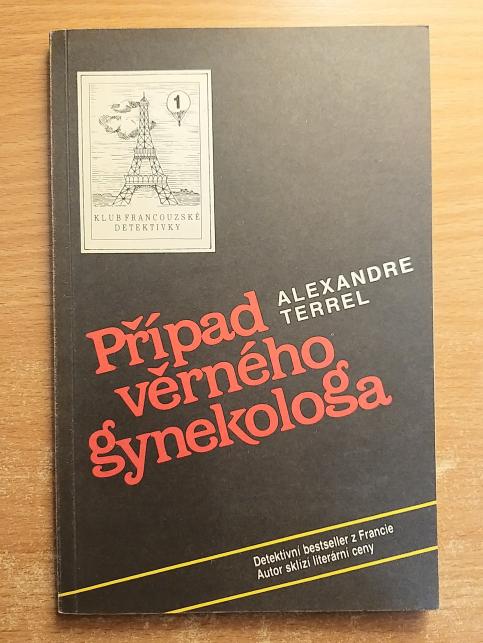 1
KLUB FRANCOUZSKÉ
DETEKTIVKY
ALEXANDRE
TERREL
Případ
věrného
gynekologa
Detektivní bestseller z Francie
Autor sklízí literární ceny